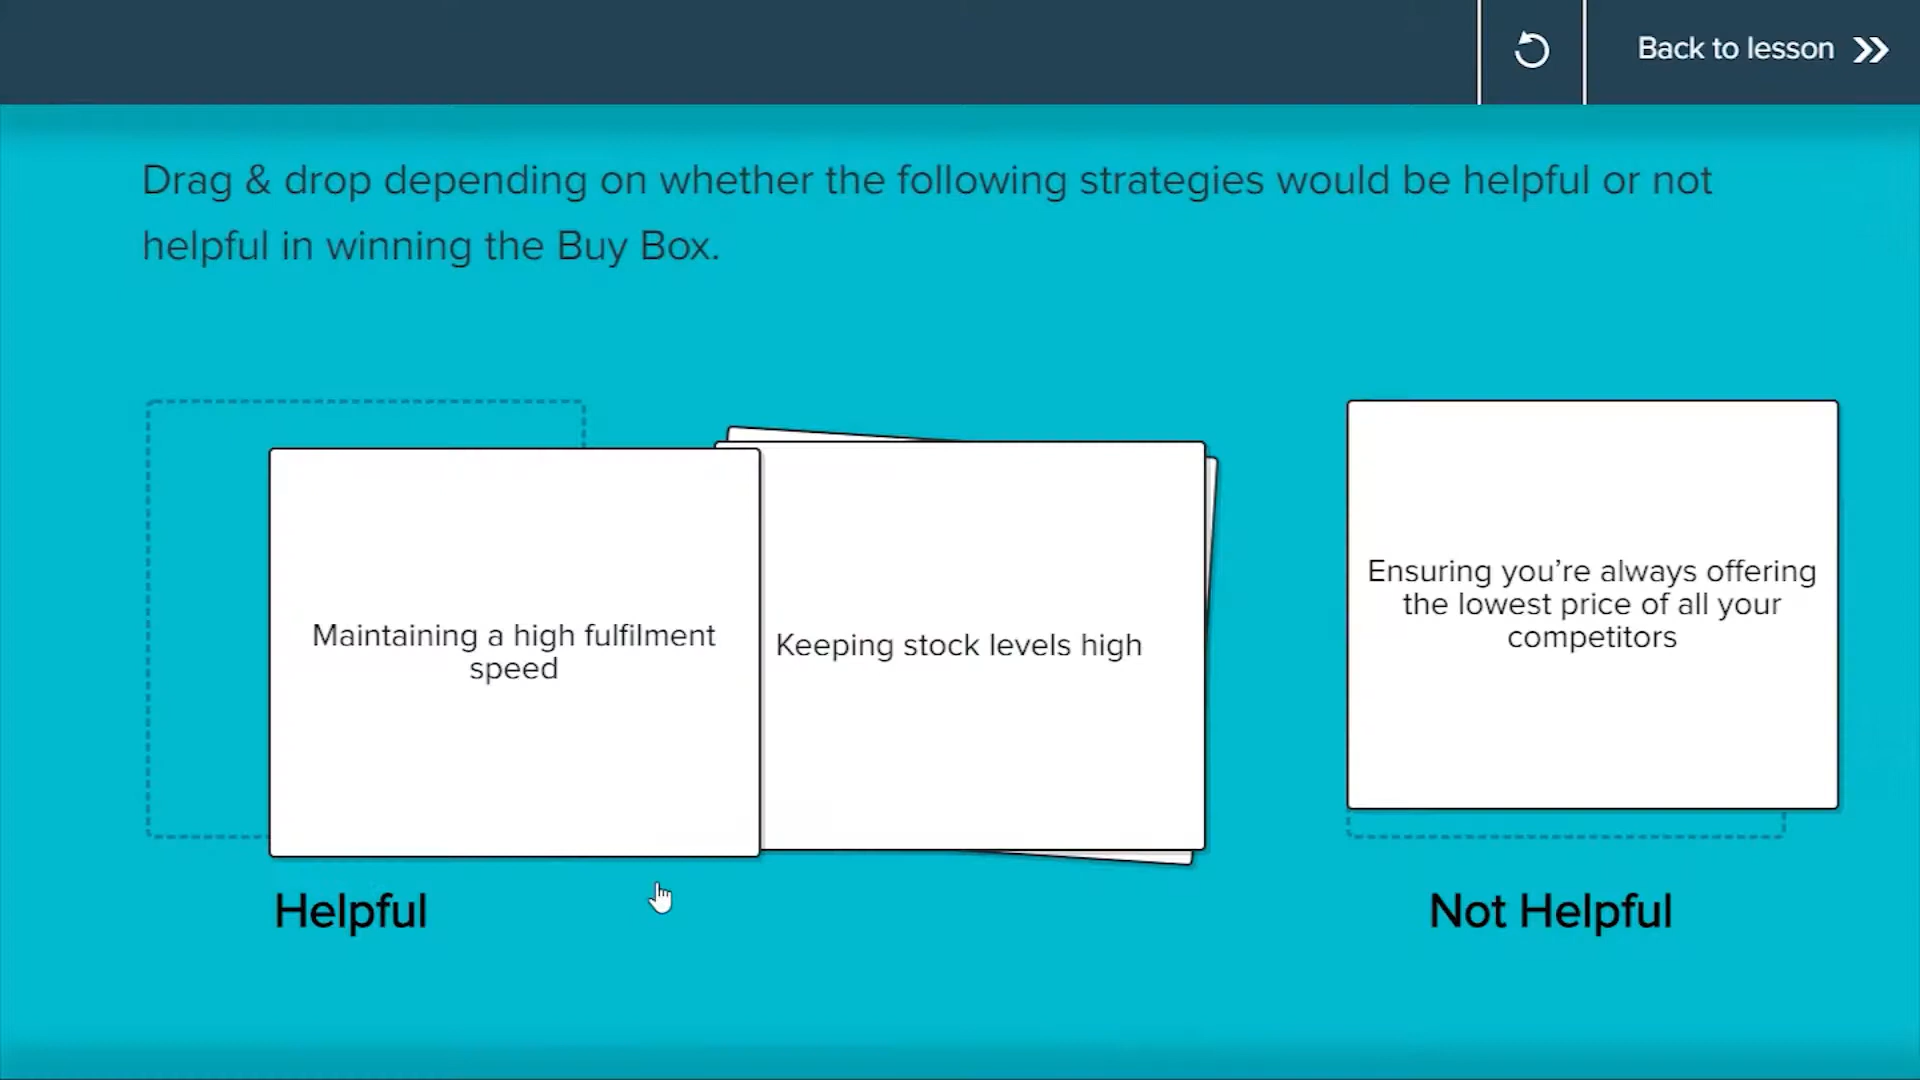 Back to lesson
Drag & drop depending on whether the following strategies would be helpful or not
helpful in winning the Buy Box.
Maintaining a high fulfilment
speed
Keeping stock levels high
Ensuring you’re always offering
the lowest price of all your
competitors
Helpful
Not Helpful